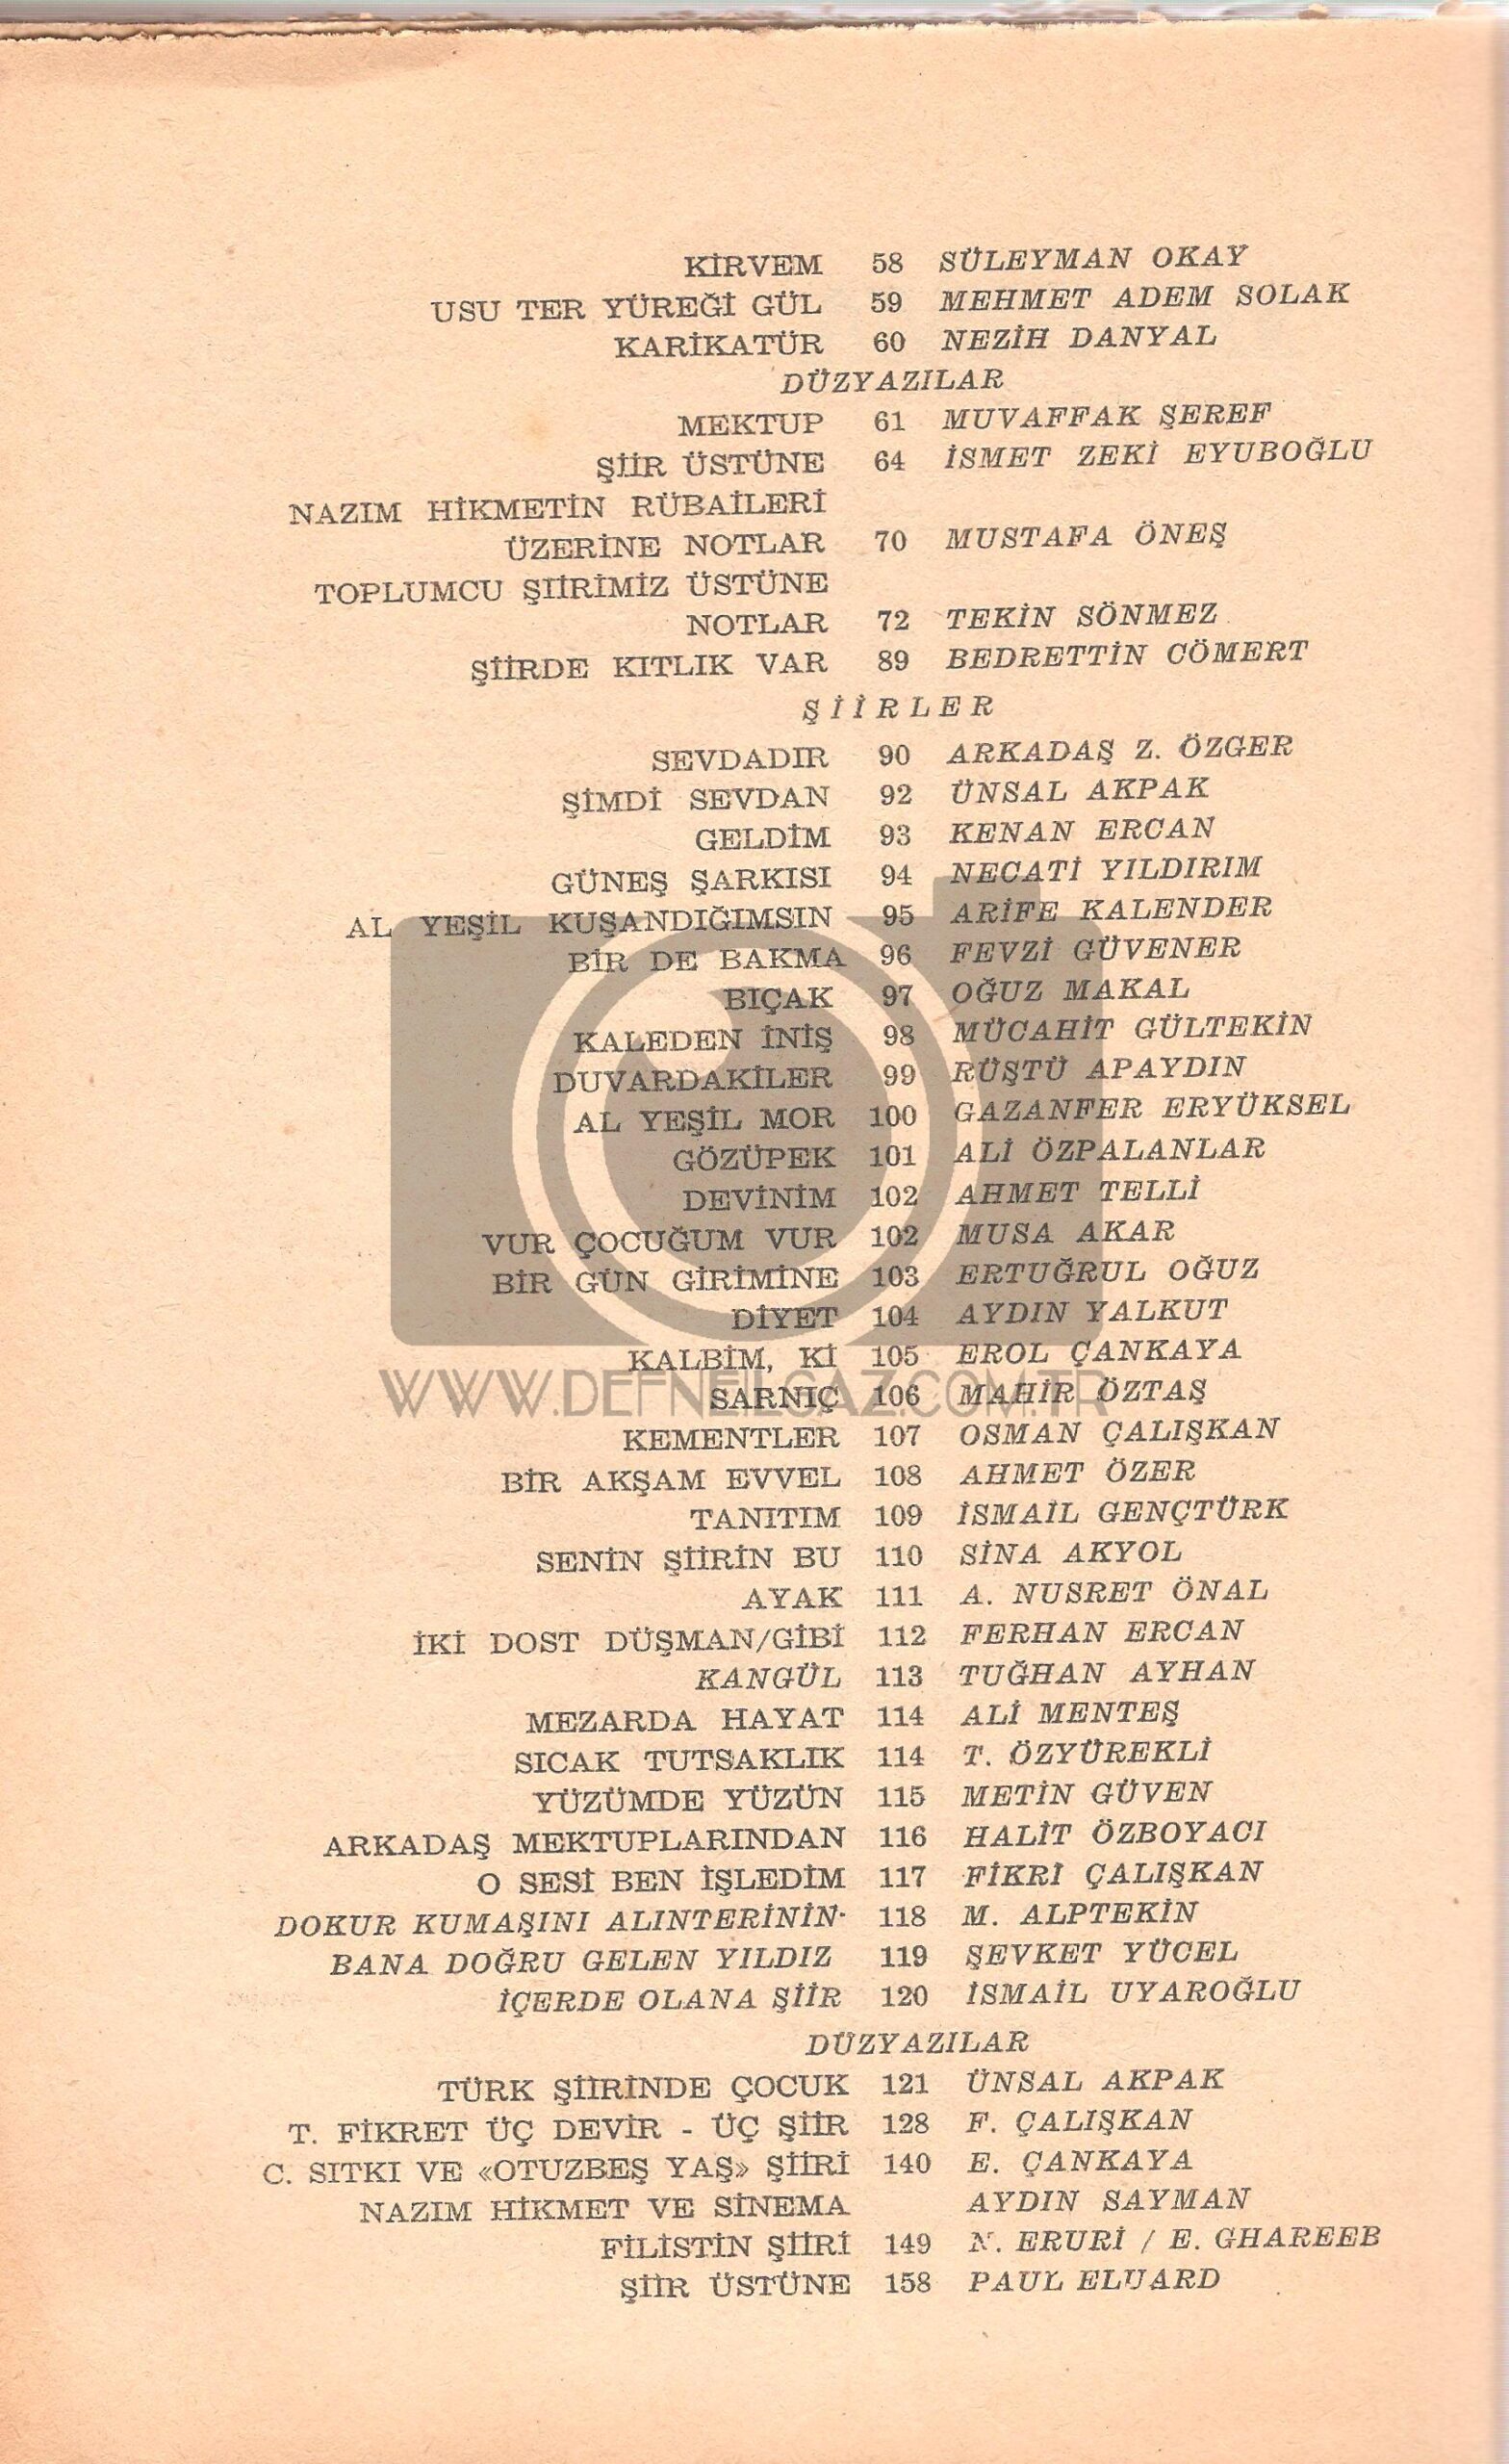 KİRVEM 58 SÜLEYMAN OKAY
USU TER YÜREĞİ GÜL 59 MEHMET ADEM SOLAK
KARİKATÜR 60 NEZİH DANYAL
DÜZYAZILAR
MEKTUP 61 MUVAFFAK ŞEREF
ŞİİR ÜSTÜNE 64 İSMET ZEKİ EYUBOĞLU
NAZIM HİKMETİN RÜBAİLERİ
ÜZERİNE NOTLAR 70 MUSTAFA ÖNEŞ
TOPLUMCU ŞİİRİMİZ ÜSTÜNE
NOTLAR 72 TEKİN SÖNMEZ
ŞİİRDE KITLIK VAR 89 BEDRETTİN CÖMERT
ŞİİRLER
SEVDADIR 90 ARKADAŞ Z. ÖZGER
ŞİMDİ SEVDAN 92 ÜNSAL AKPAK
GELDİM 93 KENAN ERCAN
GÜNEŞ ŞARKISI 94 NECATİ YILDIRIM
AL YEŞİL KUŞANDIĞIMSIN 95 ARİFE KALENDER
BİR DE BAKMA 96 FEVZİ GÜVENER
BIÇAK 97 OĞUZ MAKAL
KALEDEN İNİŞ 98 MÜCAHİT GÜLTEKİN
DUVARDAKİLER 99 RÜŞTÜ APAYDIN
AL YEŞİL MOR 100 GAZANFER ERYÜKSEL
GÖZÜPEK 101 ALİ ÖZPALANLAR
DEVİNİM 102 AHMET TELLİ
VUR ÇOCUĞUM VUR 102 MUSA AKAR
BİR GÜN GİRİMİNE 103 ERTUĞRUL OĞUZ
DİYET 104 AYDIN YALKUT
KALBİM, Kİ 105 EROL ÇANKAYA
WWW.DEFNEILGAZ.COM.TR
SARNIÇ 106 MAHİR ÖZTAŞ
KEMENTLER 107 OSMAN ÇALIŞKAN
BİR AKŞAM EVVEL 108 AHMET ÖZER
TANITIM 109 İSMAİL GENÇTÜRK
SENİN ŞİİRİN BU 110 SİNA AKYOL
AYAK 111 A. NUSRET ÖNAL
İKİ DOST DÜŞMAN/GİBİ 112 FERHAN ERCAN
KANGÜL 113 TUĞHAN AYHAN
MEZARDA HAYAT 114 ALİ MENTEŞ
SICAK TUTSAKLIK 114 T. ÖZYÜREKLİ
YÜZÜMDE YÜZÜN 115 METİN GÜVEN
ARKADAŞ MEKTUPLARINDAN 116 HALİT ÖZBOYACI
O SESİ BEN İŞLEDİM 117 FİKRİ ÇALIŞKAN
DOKUR KUMAŞINI ALINTERİNİN 118 M. ALPTEKİN
BANA DOĞRU GELEN YILDIZ 119 ŞEVKET YÜCEL
İÇERDE OLANA ŞİİR 120 İSMAİL UYAROĞLU
DÜZYAZILAR
TÜRK ŞİİRİNDE ÇOCUK 121 ÜNSAL AKPAK
T. FİKRET ÜÇ DEVİR - ÜÇ ŞİİR 128 F. ÇALIŞKAN
C. SITKI VE «OTUZBEŞ YAŞ» ŞİİRİ 140 E. ÇANKAYA
NAZIM HİKMET VE SİNEMA AYDIN SAYMAN
FİLİSTİN ŞİİRİ 149 N. ERURİ / E. GHAREEB
ŞİİR ÜSTÜNE 158 PAUL ELUARD